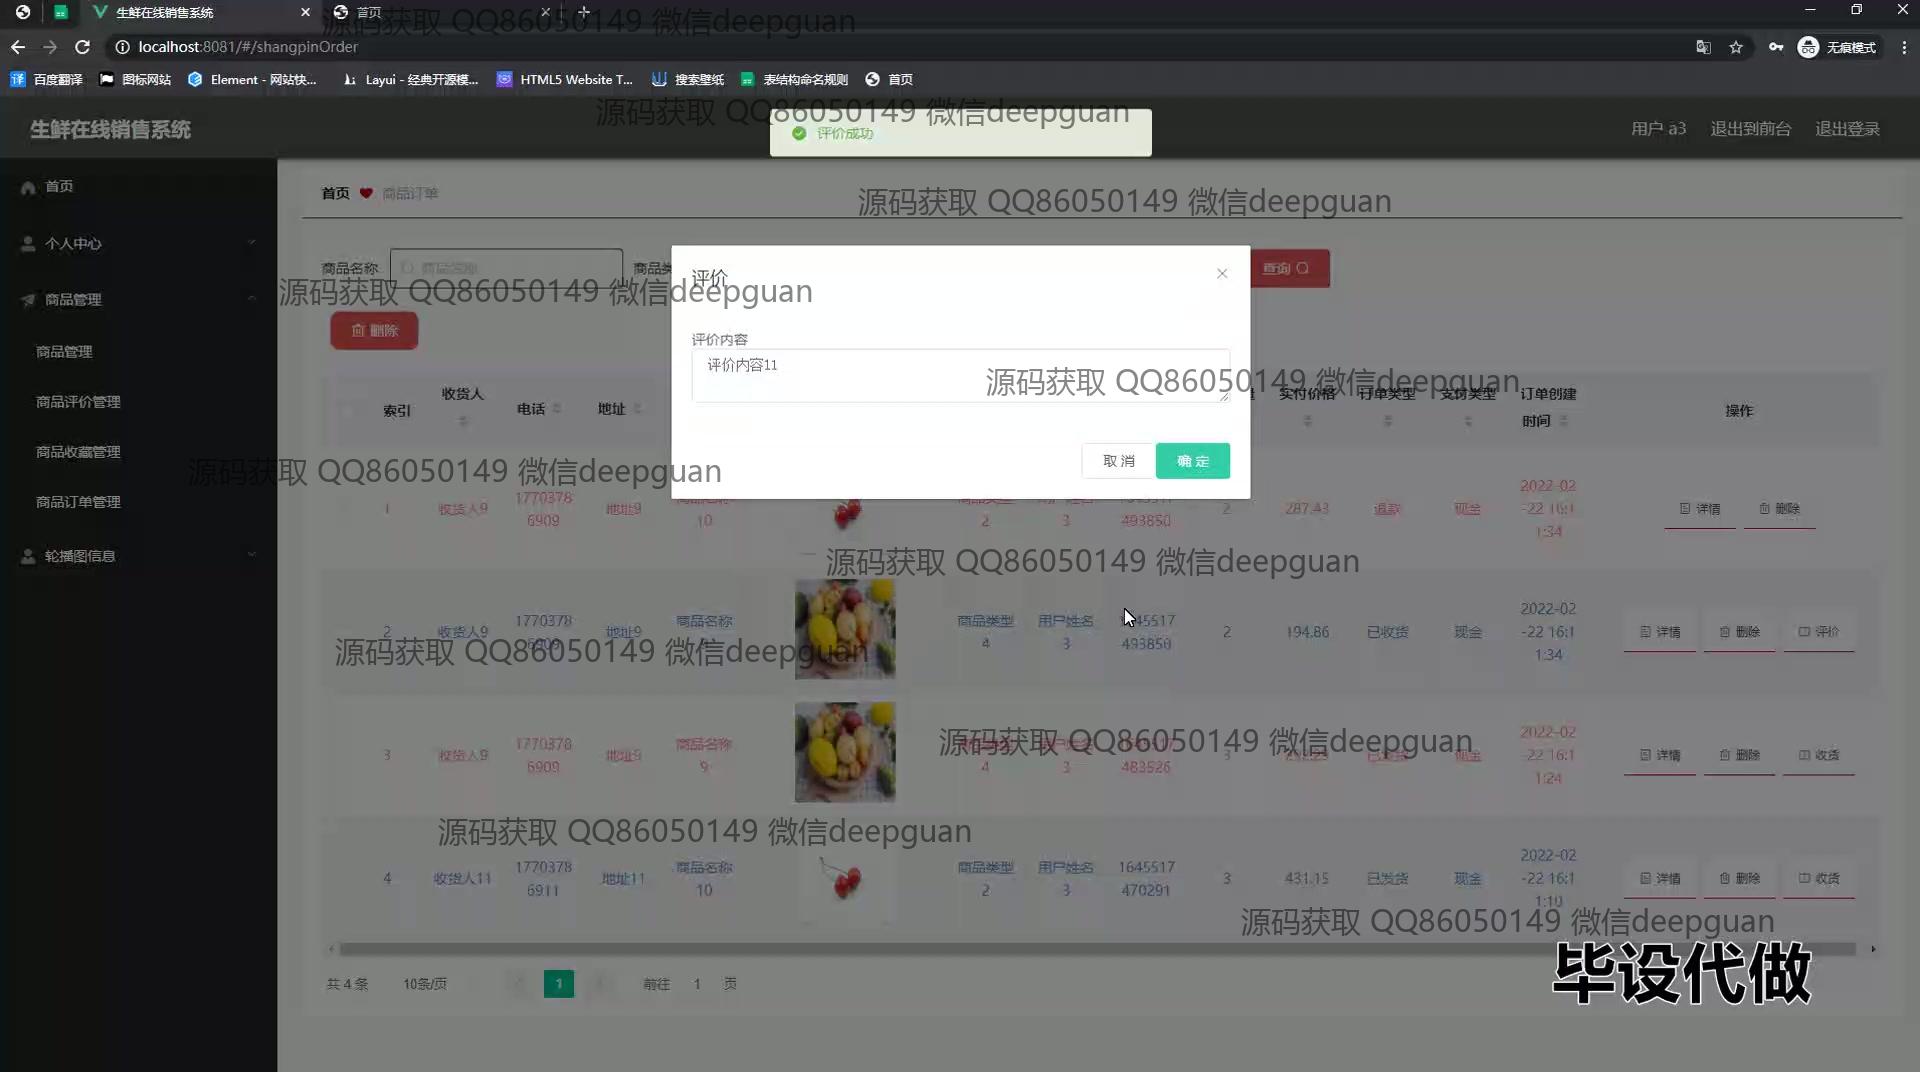 生鲜在线销售系统
首页
localhost:8081/#/shangpinOrder
无痕模式
百度翻译
图标网站
Element - 网站快...
Layui - 经典开源模...
HTML5 Website T...
搜索壁纸
表结构命名规则
首页
源码获取 QQ86050149 微信deepguan
源码获取 QQ86050149 微信deepguan
生鲜在线销售系统
评价成功
用户 a3
退出到前台
退出登录
首页
个人中心
商品管理
商品管理
商品评价管理
商品收藏管理
商品订单管理
轮播图信息
首页
商品订单
源码获取 QQ86050149 微信deepguan
商品名称
商品名称
商品类
查询
源码获取 QQ86050149 微信deepguan
删除
评价
评价内容
评价内容11
取 消
确 定
源码获取 QQ86050149 微信deepguan
索引
收货人
电话
地址
实付价格
订单类型
支付类型
订单创建
时间
操作
源码获取 QQ86050149 微信deepguan
1 收货人9 1770378 地址9 2 287.43 退款 现金 2022-02 详情 删除
6909 10 2 3 493850 -22 16:1
1:34
源码获取 QQ86050149 微信deepguan
2 收货人9 1770378 地址9 商品名称 商品类型 用户姓名 2 194.86 已收货 现金 2022-02 详情 删除 评价
4 3 493850 -22 16:1
1:34
源码获取 QQ86050149 微信deepguan
3 收货人9 1770378 地址9 商品名称 2022-02 详情 删除 收货
6909 9 4 3 483526 -22 16:1
1:24
源码获取 QQ86050149 微信deepguan
源码获取 QQ86050149 微信deepguan
4 收货人11 1770378 地址11 商品名称 商品类型 用户姓名 1645517 3 431.15 已发货 现金 2022-02 详情 删除 收货
6911 10 2 3 470291 -22 16:1
1:10
源码获取 QQ86050149 微信deepguan
共 4 条
10条/页
1
前往 1 页
毕设代做